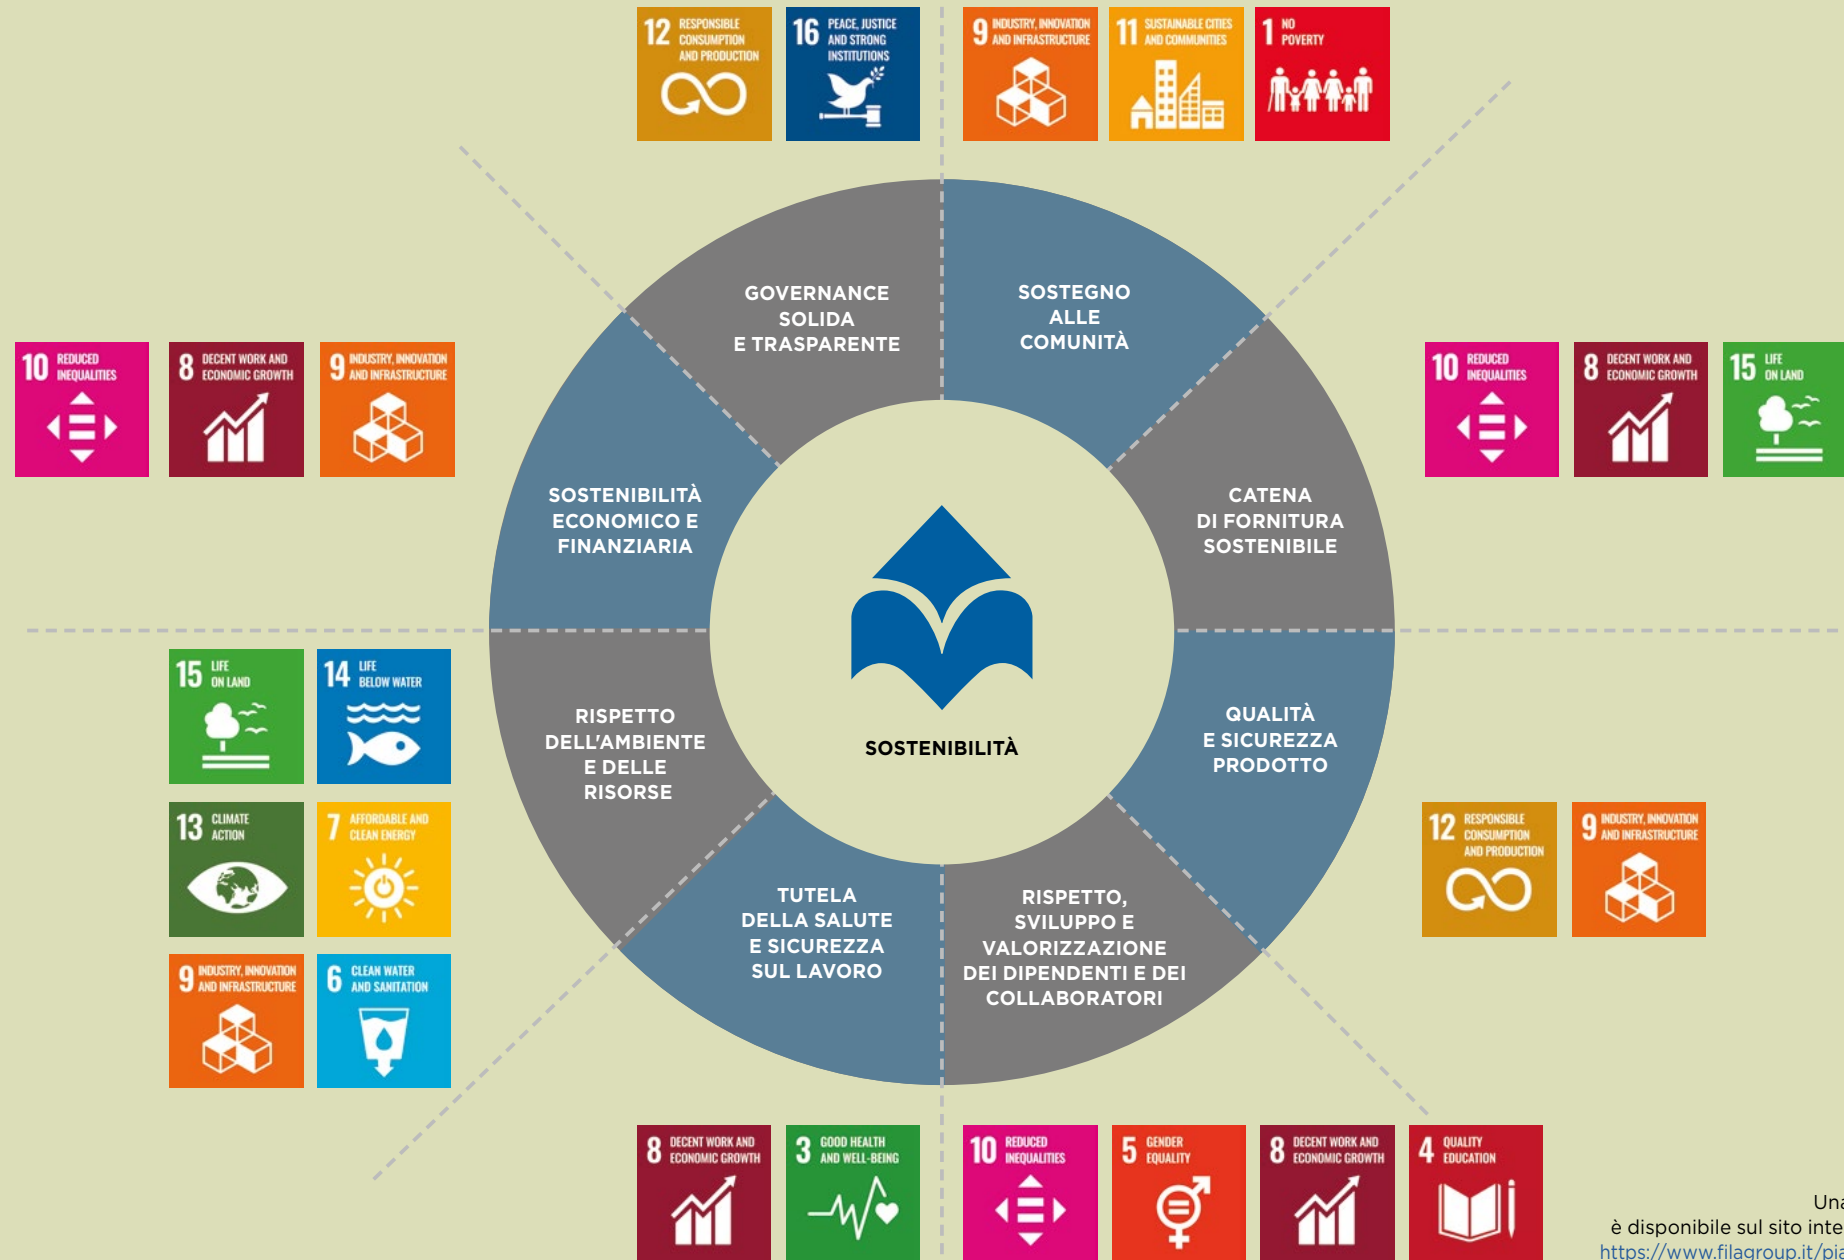 12 RESPONSIBLE
CONSUMPTION
AND PRODUCTION
16 PEACE, JUSTICE
AND STRONG
INSTITUTIONS
9 INDUSTRY, INNOVATION
AND INFRASTRUCTURE
11 SUSTAINABLE CITIES
AND COMMUNITIES
1 NO
POVERTY
GOVERNANCE
SOLIDA
E TRASPARENTE
SOSTEGNO
ALLE
COMUNITÀ
10 REDUCED
INEQUALITIES
8 DECENT WORK AND
ECONOMIC GROWTH
9 INDUSTRY, INNOVATION
AND INFRASTRUCTURE
10 REDUCED
INEQUALITIES
8 DECENT WORK AND
ECONOMIC GROWTH
15 LIFE
ON LAND
SOSTENIBILITÀ
ECONOMICO E
FINANZIARIA
CATENA
DI FORNITURA
SOSTENIBILE
15 LIFE
ON LAND
14 LIFE
BELOW WATER
RISPETTO
DELL'AMBIENTE
E DELLE
RISORSE
SOSTENIBILITÀ
QUALITÀ
E SICUREZZA
PRODOTTO
13 CLIMATE
ACTION
7 AFFORDABLE AND
CLEAN ENERGY
12 RESPONSIBLE
CONSUMPTION
AND PRODUCTION
9 INDUSTRY, INNOVATION
AND INFRASTRUCTURE
TUTELA
DELLA SALUTE
E SICUREZZA
SUL LAVORO
RISPETTO,
SVILUPPO E
VALORIZZAZIONE
DEI DIPENDENTI E DEI
COLLABORATORI
9 INDUSTRY, INNOVATION
AND INFRASTRUCTURE
6 CLEAN WATER
AND SANITATION
8 DECENT WORK AND
ECONOMIC GROWTH
3 GOOD HEALTH
AND WELL-BEING
10 REDUCED
INEQUALITIES
5 GENDER
EQUALITY
8 DECENT WORK AND
ECONOMIC GROWTH
4 QUALITY
EDUCATION
Una
è disponibile sul sito inte
https://www.filagroup.it/pia